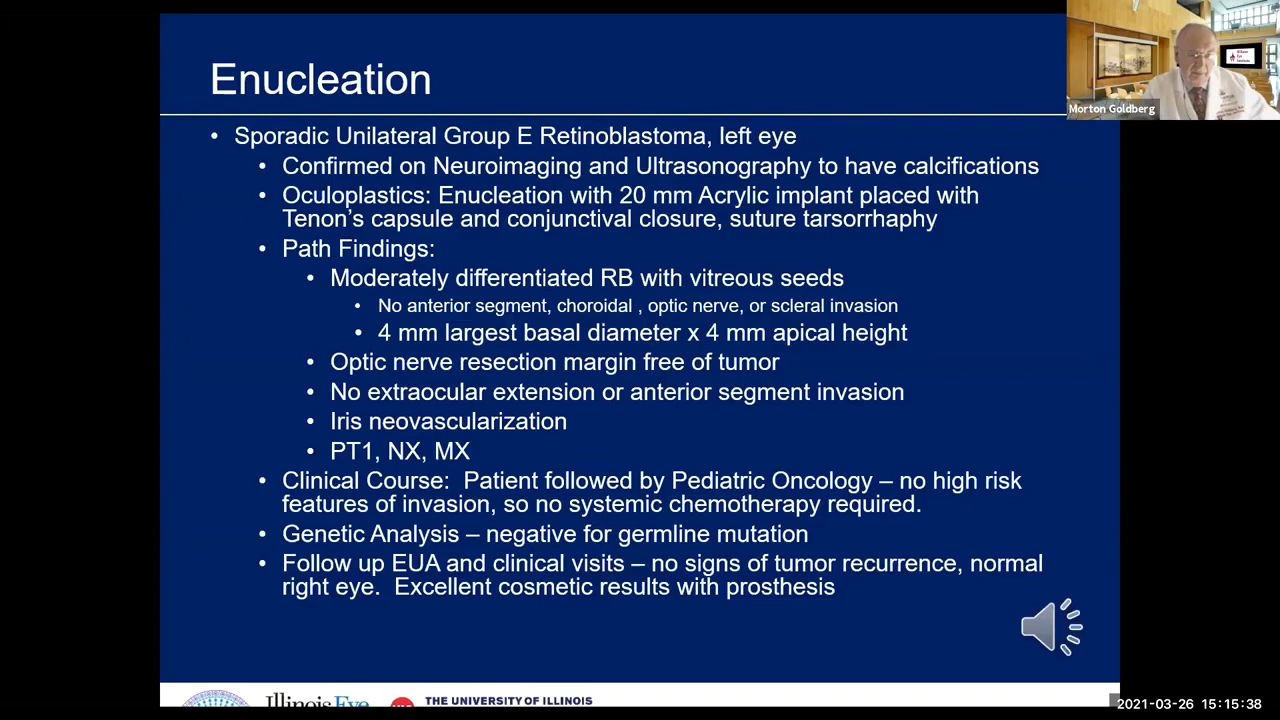 Enucleation
• Sporadic Unilateral Group E Retinoblastoma, left eye
• Confirmed on Neuroimaging and Ultrasonography to have calcifications
• Oculoplastics: Enucleation with 20 mm Acrylic implant placed with
Tenon's capsule and conjunctival closure, suture tarsorrhaphy
• Path Findings:
• Moderately differentiated RB with vitreous seeds
• No anterior segment, choroidal , optic nerve, or scleral invasion
• 4 mm largest basal diameter x 4 mm apical height
• Optic nerve resection margin free of tumor
• No extraocular extension or anterior segment invasion
• Iris neovascularization
• PT1, NX, MX
• Clinical Course:  Patient followed by Pediatric Oncology – no high risk
features of invasion, so no systemic chemotherapy required.
• Genetic Analysis – negative for germline mutation
• Follow up EUA and clinical visits – no signs of tumor recurrence, normal
right eye.  Excellent cosmetic results with prosthesis
Morton Goldberg
Illinois Eye
THE UNIVERSITY OF ILLINOIS
2021-03-26 15:15:38